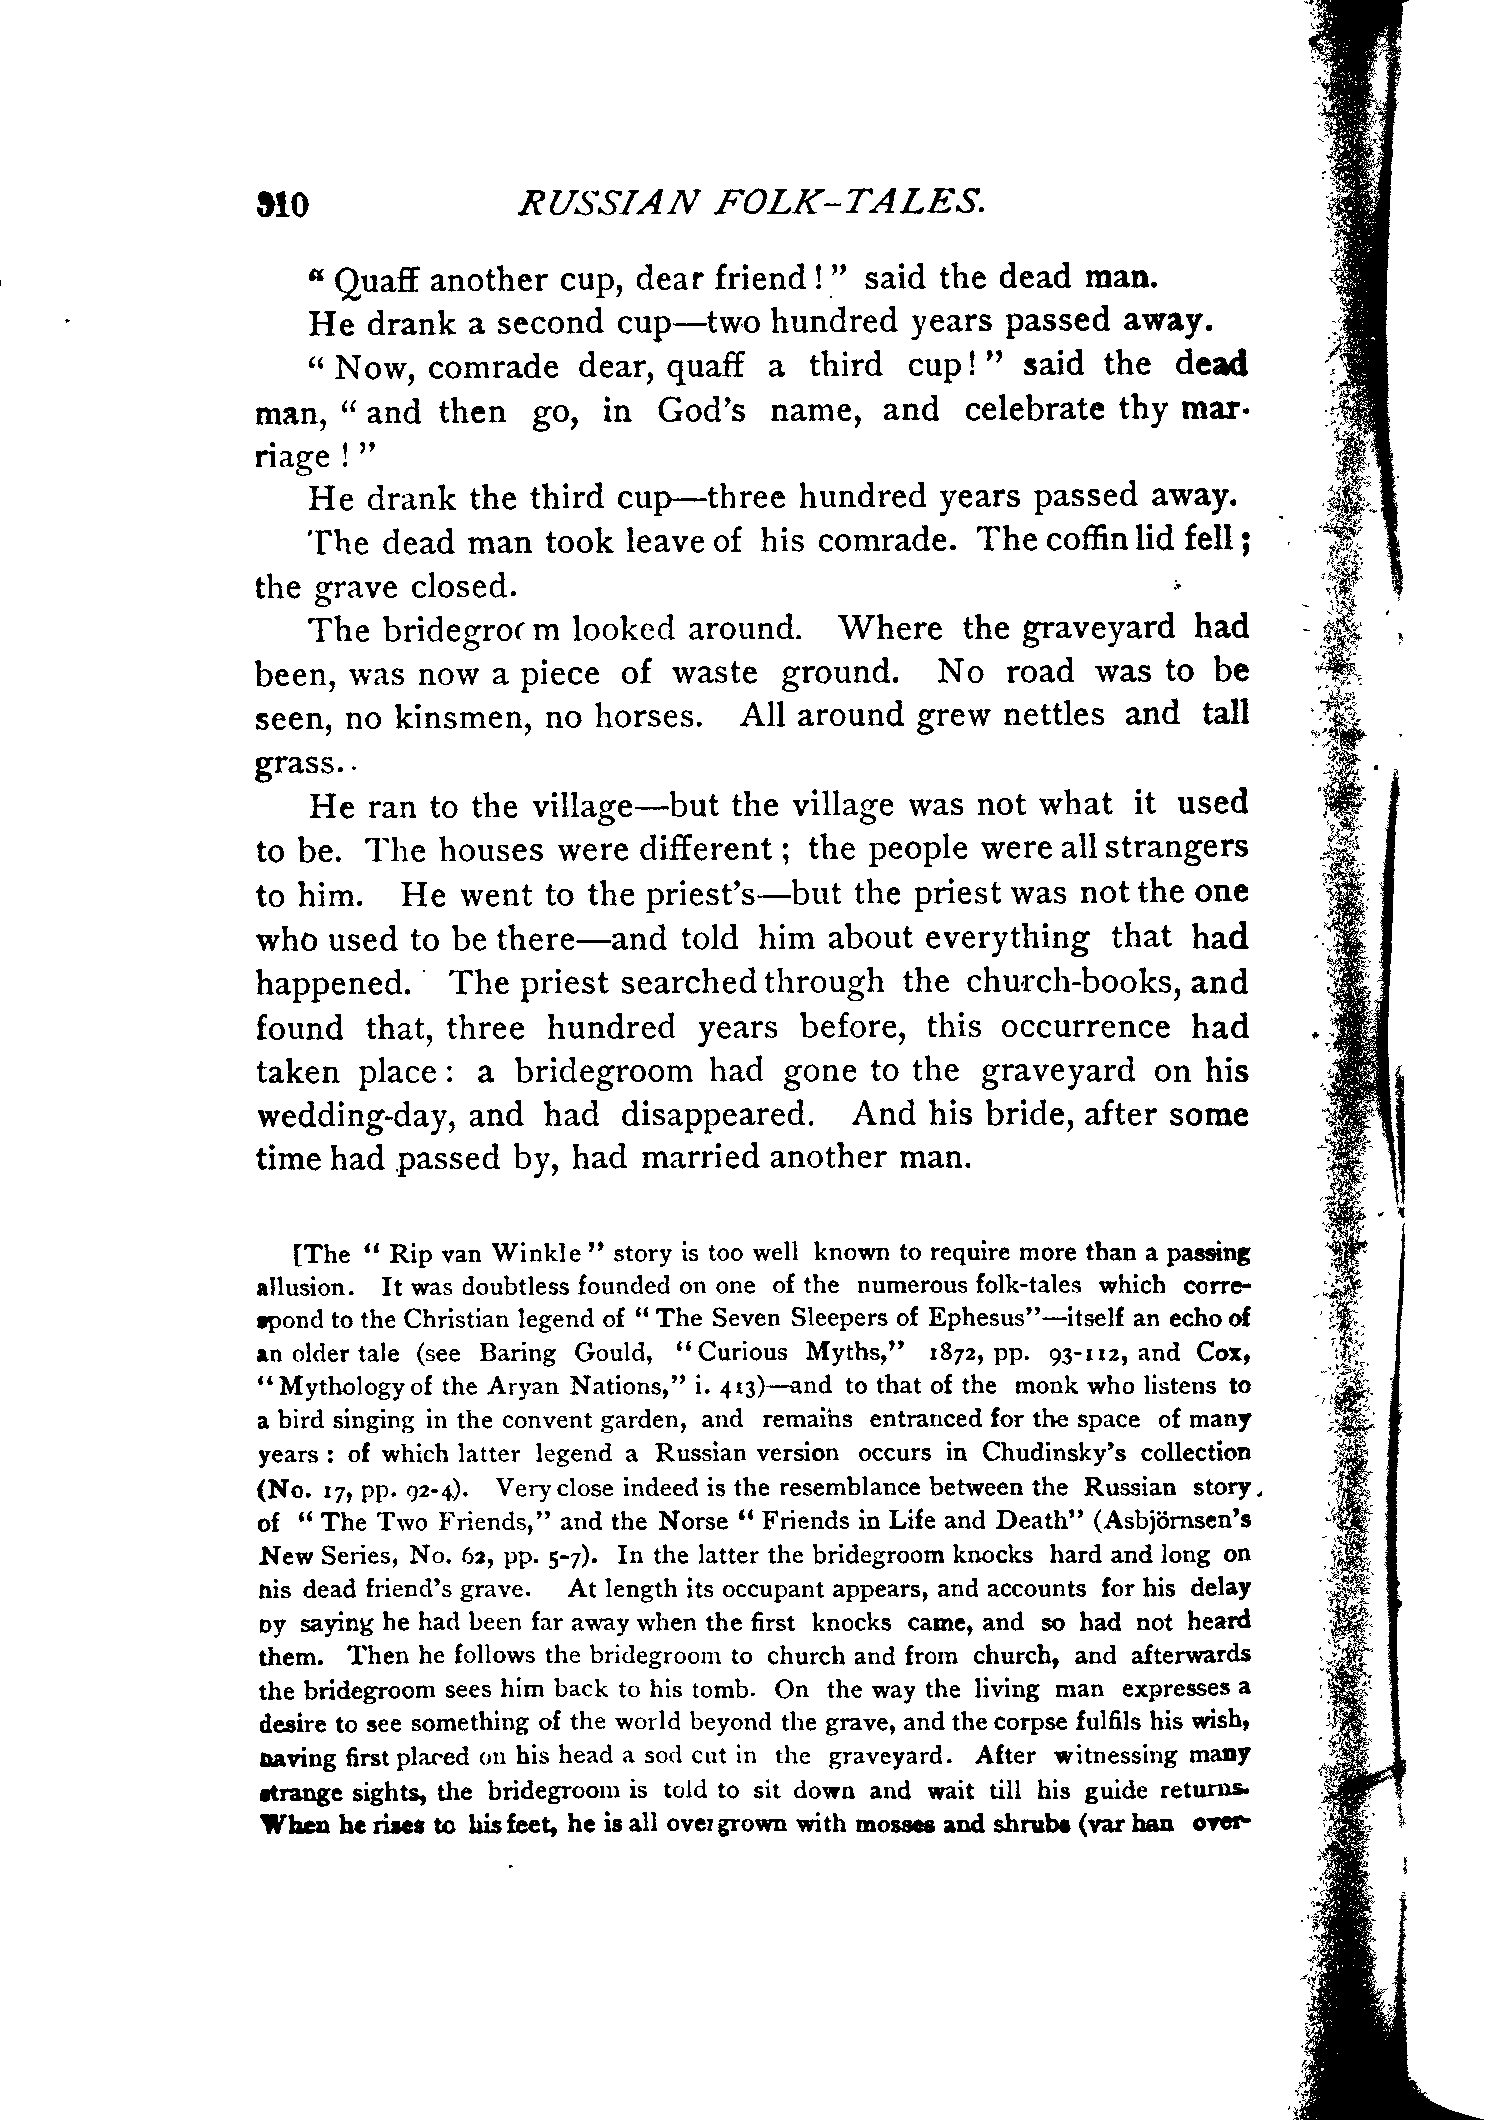 310 RUSSIAN FOLK-TALES.
“ Quaff another cup, dear friend ! ” said the dead man.
He drank a second cup—two hundred years passed away.
“ Now, comrade dear, quaff a third cup! ” said the dead
man, “ and then go, in God’s name, and celebrate thy mar-
riage ! ”
He drank the third cup—three hundred years passed away.
The dead man took leave of his comrade. The coffin lid fell ;
the grave closed.
The bridegroom looked around. Where the graveyard had
been, was now a piece of waste ground. No road was to be
seen, no kinsmen, no horses. All around grew nettles and tall
grass..
He ran to the village—but the village was not what it used
to be. The houses were different ; the people were all strangers
to him. He went to the priest’s—but the priest was not the one
who used to be there—and told him about everything that had
happened. The priest searched through the church-books, and
found that, three hundred years before, this occurrence had
taken place : a bridegroom had gone to the graveyard on his
wedding-day, and had disappeared. And his bride, after some
time had passed by, had married another man.
[The “ Rip van Winkle ” story is too well known to require more than a passing
allusion. It was doubtless founded on one of the numerous folk-tales which corre-
spond to the Christian legend of “ The Seven Sleepers of Ephesus”—itself an echo of
an older tale (see Baring Gould, “ Curious Myths,” 1872, pp. 93-112, and Cox,
“ Mythology of the Aryan Nations,” i. 413)—and to that of the monk who listens to
a bird singing in the convent garden, and remains entranced for the space of many
years : of which latter legend a Russian version occurs in Chudinsky’s collection
(No. 17, pp. 92-4). Very close indeed is the resemblance between the Russian story,
of “ The Two Friends,” and the Norse “ Friends in Life and Death” (Asbjörnsen’s
New Series, No. 62, pp. 5-7). In the latter the bridegroom knocks hard and long on
his dead friend’s grave. At length its occupant appears, and accounts for his delay
by saying he had been far away when the first knocks came, and so had not heard
them. Then he follows the bridegroom to church and from church, and afterwards
the bridegroom sees him back to his tomb. On the way the living man expresses a
desire to see something of the world beyond the grave, and the corpse fulfils his wish,
having first placed on his head a sod cut in the graveyard. After witnessing many
strange sights, the bridegroom is told to sit down and wait till his guide returns.
When he rises to his feet, he is all overgrown with mosses and shrubs (var han over-